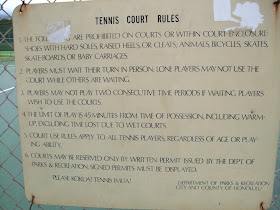 TENNIS COURT RULES
1. THE FOLL ARE PROHIBITED ON COURTS OR WITHIN COURT ENCLOSURE
SHOES WITH HARD SOLES, RAISED HEELS, OR CLEATS; ANIMALS, BICYCLES, SKATES,
SKATE BOARDS, OR BABY CARRIAGES.
2. PLAYERS MUST WAIT THEIR TURN IN PERSON. LONE PLAYERS MAY NOT USE THE
COURT WHILE OTHERS ARE WAITING.
3. PLAYERS MAY NOT PLAY TWO CONSECUTIVE TIME PERIODS IF WAITING PLAYERS
WISH TO USE THE COURTS.
4. THE LIMIT OF PLAY IS 45 MINUTES FROM TIME OF POSSESSION, INCLUDING WARM-
UP, EXCLUDING TIME LOST DUE TO WET COURTS.
5. COURT USE RULES APPLY TO ALL TENNIS PLAYERS, REGARDLESS OF AGE OR PLAY-
ING ABILITY.
6. COURTS MAY BE RESERVED ONLY BY WRITTEN PERMIT ISSUED BY THE DEPT. OF
PARKS & RECREATION. SIGNED PERMITS MUST BE DISPLAYED.
PLEASE KOKUA! TENNIS
DEPARTMENT OF PARKS & RECREATION
CITY AND COUNTY OF HONOLULU